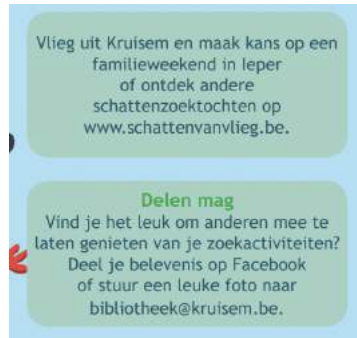 Vlieg uit Kruisem en maak kans op een
familieweekend in Ieper
of ontdek andere
schattenzoektochten op
www.schattenvanvlieg.be.
Delen mag
Vind je het leuk om anderen mee te
laten genieten van je zoekactiviteiten?
Deel je belevenis op Facebook
of stuur een leuke foto naar
bibliotheek@kruisem.be.